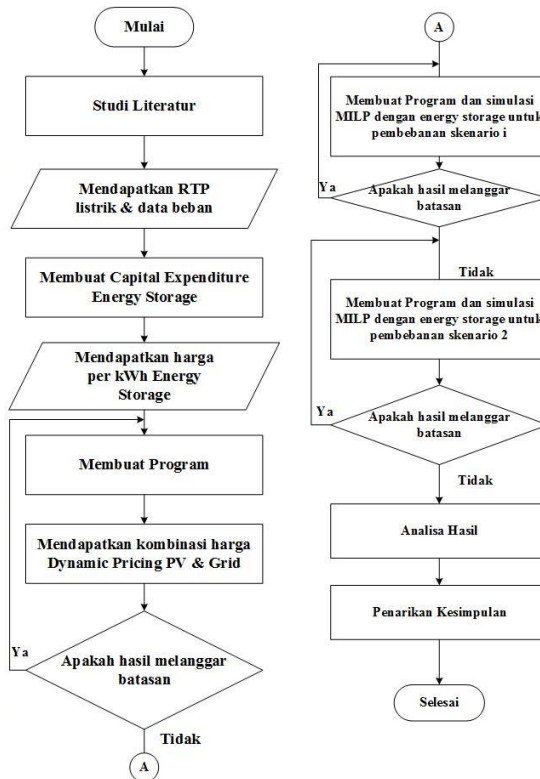 Mulai
Studi Literatur
Mendapatkan RTP
listrik & data beban
Membuat Capital Expenditure
Energy Storage
Mendapatkan harga
per kWh Energy
Storage
Membuat Program
Mendapatkan kombinasi harga
Dynamic Pricing PV & Grid
Ya
Apakah hasil melanggar
batasan
Tidak
A
A
Membuat Program dan simulasi
MILP dengan energy storage untuk
pembebanan skenario i
Ya
Apakah hasil melanggar
batasan
Tidak
Membuat Program dan simulasi
MILP dengan energy storage untuk
pembebanan skenario 2
Ya
Apakah hasil melanggar
batasan
Tidak
Analisa Hasil
Penarikan Kesimpulan
Selesai